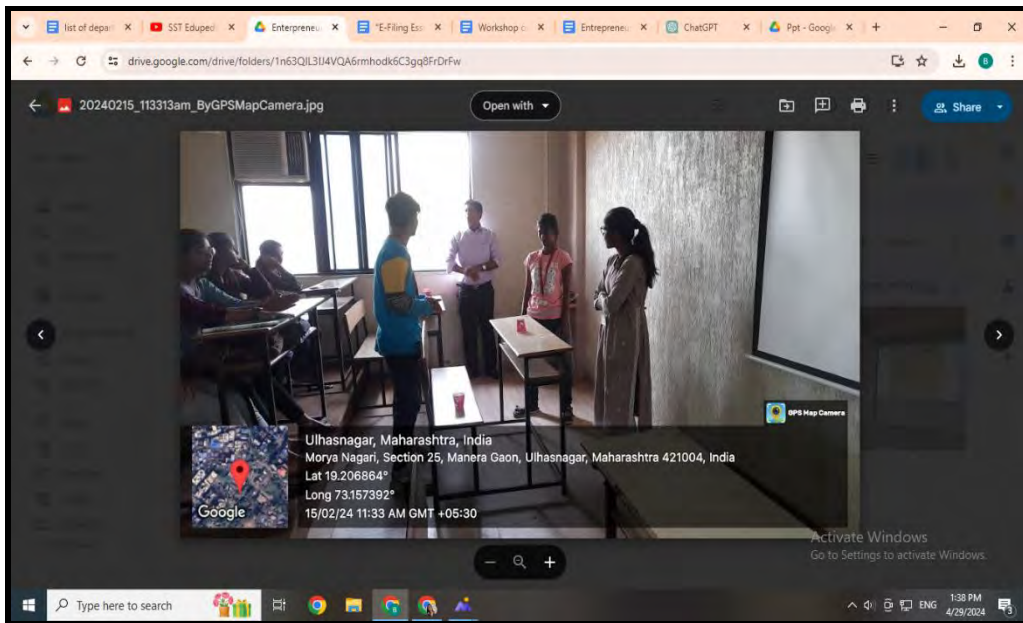 list of depar
SST Eduped
Enterpreneu
"E-Filing Ess
Workshop o
Entrepreneu
ChatGPT
Ppt - Googl
drive.google.com/drive/folders/1n63QIL3IJ4VQA6rmhodk6C3gq8FrDrFw
20240215_113313am_ByGPSMapCamera.jpg
Open with
Share
GPS Map Camera
Ulhasnagar, Maharashtra, India
Morya Nagari, Section 25, Manera Gaon, Ulhasnagar, Maharashtra 421004, India
Lat 19.206864°
Long 73.157392°
15/02/24 11:33 AM GMT +05:30
Google
Activate Windows
Go to Settings to activate Windows.
Type here to search
ENG
1:38 PM
4/29/2024